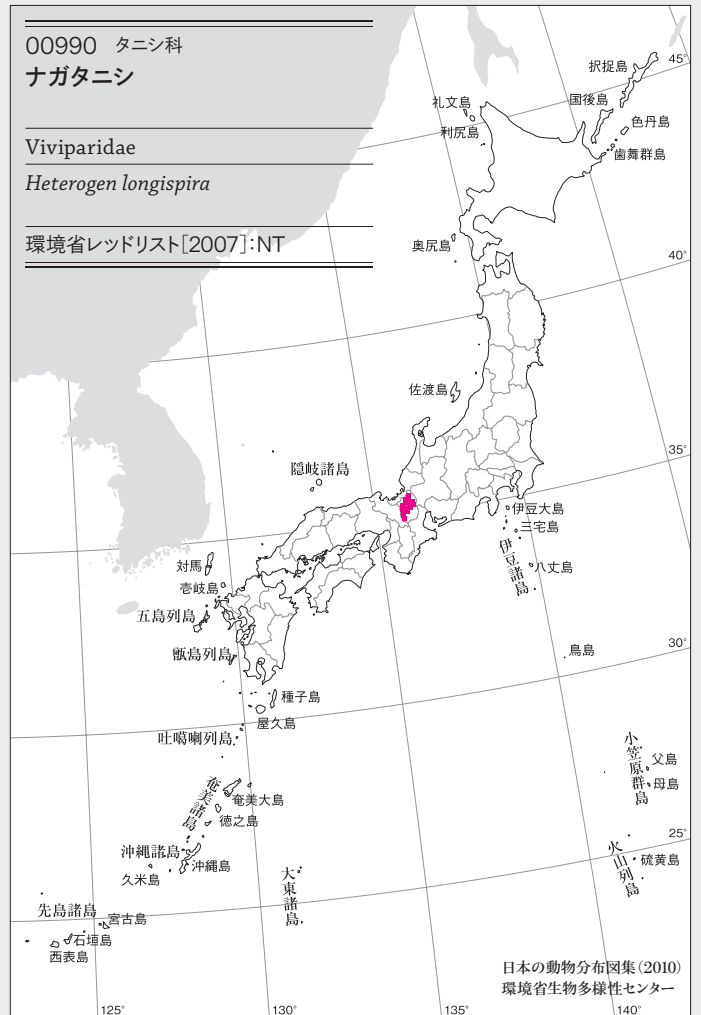 00990 タニシ科
ナガタニシ
Viviparidae
Heterogen longispira
環境省レッドリスト[2007]:NT
択捉島
45°
礼文島
国後島
利尻島
色丹島
歯舞群島
奥尻島
40°
佐渡島
35°
隠岐諸島
伊豆大島
三宅島
伊豆諸島
八丈島
対馬
壱岐島
五島列島
甑島列島
鳥島
30°
種子島
屋久島
吐噶喇列島
小笠原群島
父島
母島
奄美諸島
奄美大島
徳之島
25°
沖縄諸島
沖縄島
久米島
火山列島
硫黄島
大東諸島
先島諸島
宮古島
石垣島
西表島
日本の動物分布図集(2010)
環境省生物多様性センター
125°
130°
135°
140°